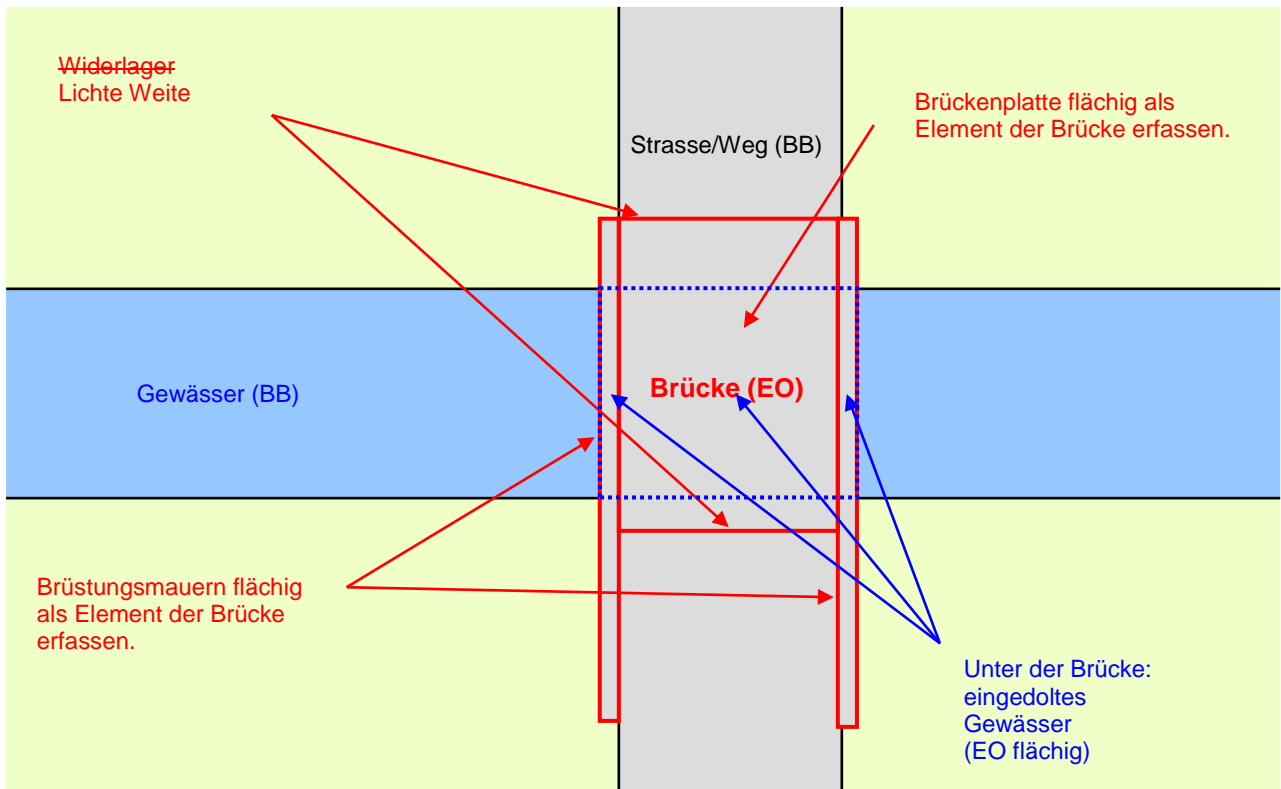 Widerlager
Lichte Weite
Brückenplatte flächig als
Element der Brücke erfassen.
Strasse/Weg (BB)
Gewässer (BB)
Brücke (EO)
Brüstungsmauern flächig
als Element der Brücke
erfassen.
Unter der Brücke:
eingedoltes
Gewässer
(EO flächig)